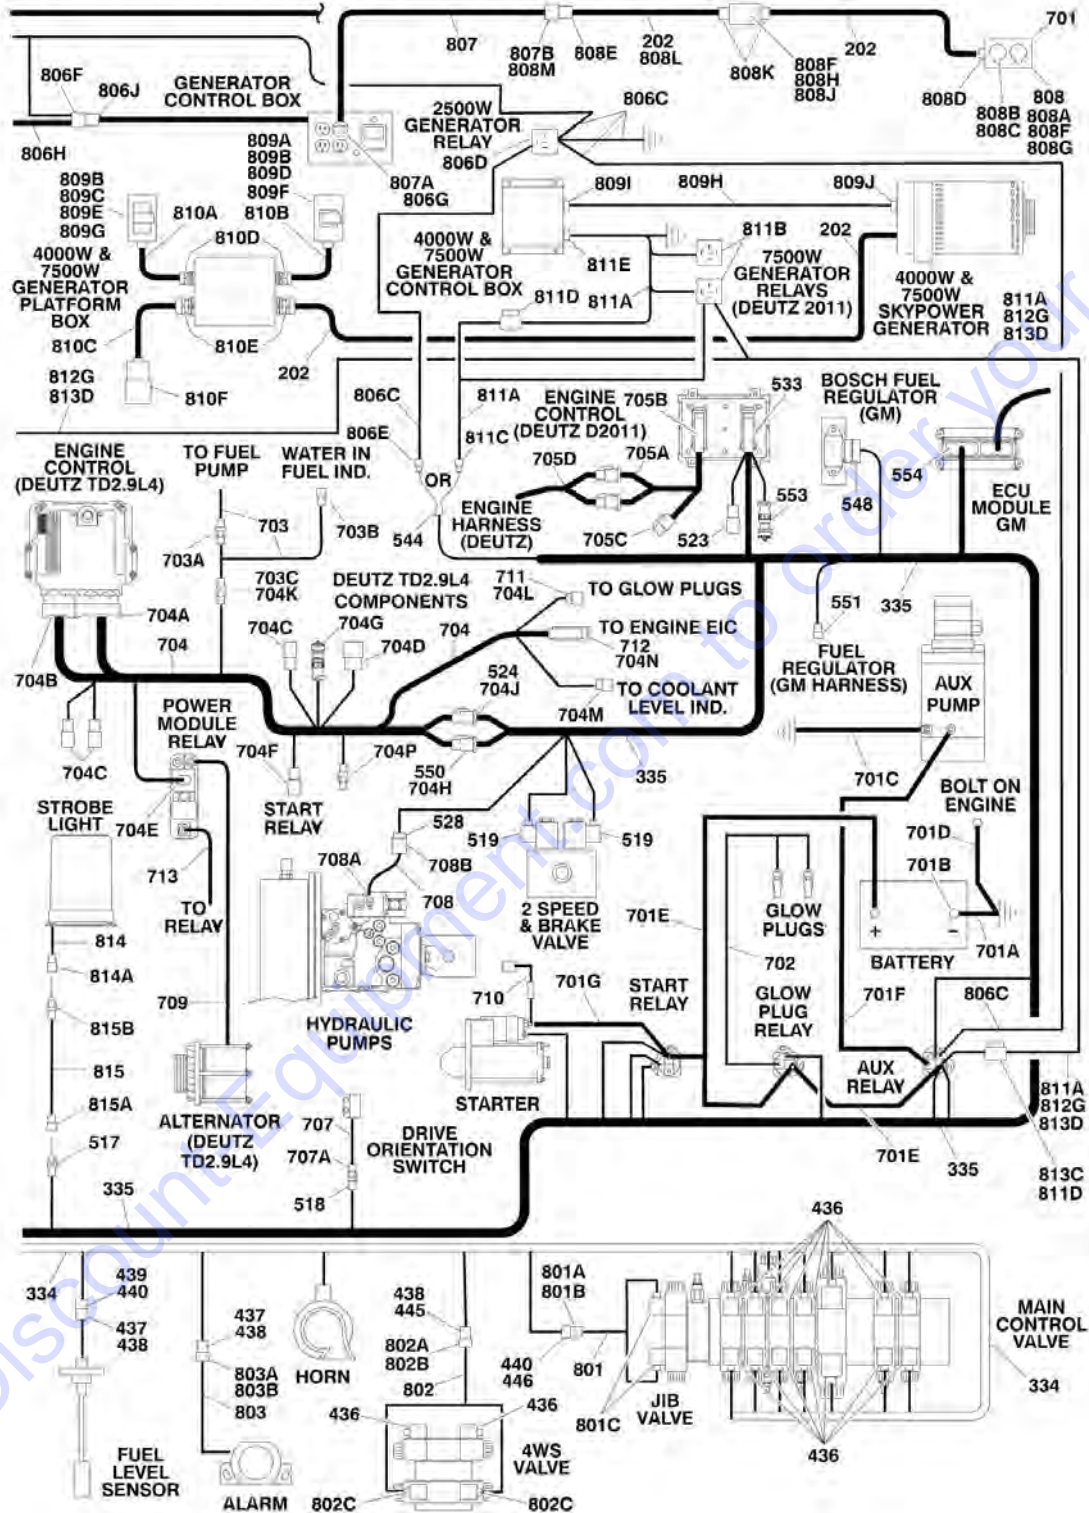 807
807B
808M
808E
202
808L
808K
808F
808H
808J
202
701
808D
808B
808C
808
808A
808F
808G
806F
806J
GENERATOR
CONTROL BOX
806H
2500W
GENERATOR
RELAY
806D
806C
809A
809B
809D
809F
810B
807A
806G
809B
809C
809E
809G
810A
4000W &
7500W
GENERATOR
PLATFORM
BOX
810C
810D
810E
202
810F
812G
813D
809I
809H
809J
202
4000W &
7500W
GENERATOR
CONTROL BOX
811E
811B
7500W
GENERATOR
RELAYS
(DEUTZ 2011)
811D
811A
4000W &
7500W
SKYPOWER
GENERATOR
811A
812G
813D
806C
806E
811A
811C
OR
544
ENGINE
CONTROL
(DEUTZ D2011)
705B
533
705D
705A
ENGINE
HARNESS
(DEUTZ)
705C
523
553
BOSCH FUEL
REGULATOR
(GM)
548
554
ECU
MODULE
GM
ENGINE
CONTROL
(DEUTZ TD2.9L4)
TO FUEL
PUMP
WATER IN
FUEL IND.
703
703A
703B
703C
704K
704A
704
704B
704C
DEUTZ TD2.9L4
COMPONENTS
704G
704C
704D
704
711
704L
TO GLOW PLUGS
TO ENGINE EIC
712
704N
TO COOLANT
LEVEL IND.
704M
524
704J
550
704H
704F
704P
START
RELAY
335
551
335
FUEL
REGULATOR
(GM HARNESS)
AUX
PUMP
701C
BOLT ON
ENGINE
701D
701B
701A
BATTERY
+
–
POWER
MODULE
RELAY
704E
713
TO
RELAY
STROBE
LIGHT
814
814A
815B
815
815A
517
335
709
ALTERNATOR
(DEUTZ
TD2.9L4)
528
708A
708B
708
HYDRAULIC
PUMPS
519
519
2 SPEED
& BRAKE
VALVE
710
701G
STARTER
START
RELAY
701E
702
GLOW
PLUGS
GLOW
PLUG
RELAY
701F
AUX
RELAY
806C
811A
812G
813D
813C
811D
701E
335
707
707A
518
DRIVE
ORIENTATION
SWITCH
334
439
440
437
438
FUEL
LEVEL
SENSOR
437
438
803A
803B
803
ALARM
HORN
438
445
802A
802B
802
436
436
4WS
VALVE
802C
802C
801A
801B
440
446
801
801C
JIB
VALVE
436
436
MAIN
CONTROL
VALVE
334
Discount-Equipment.com to order your